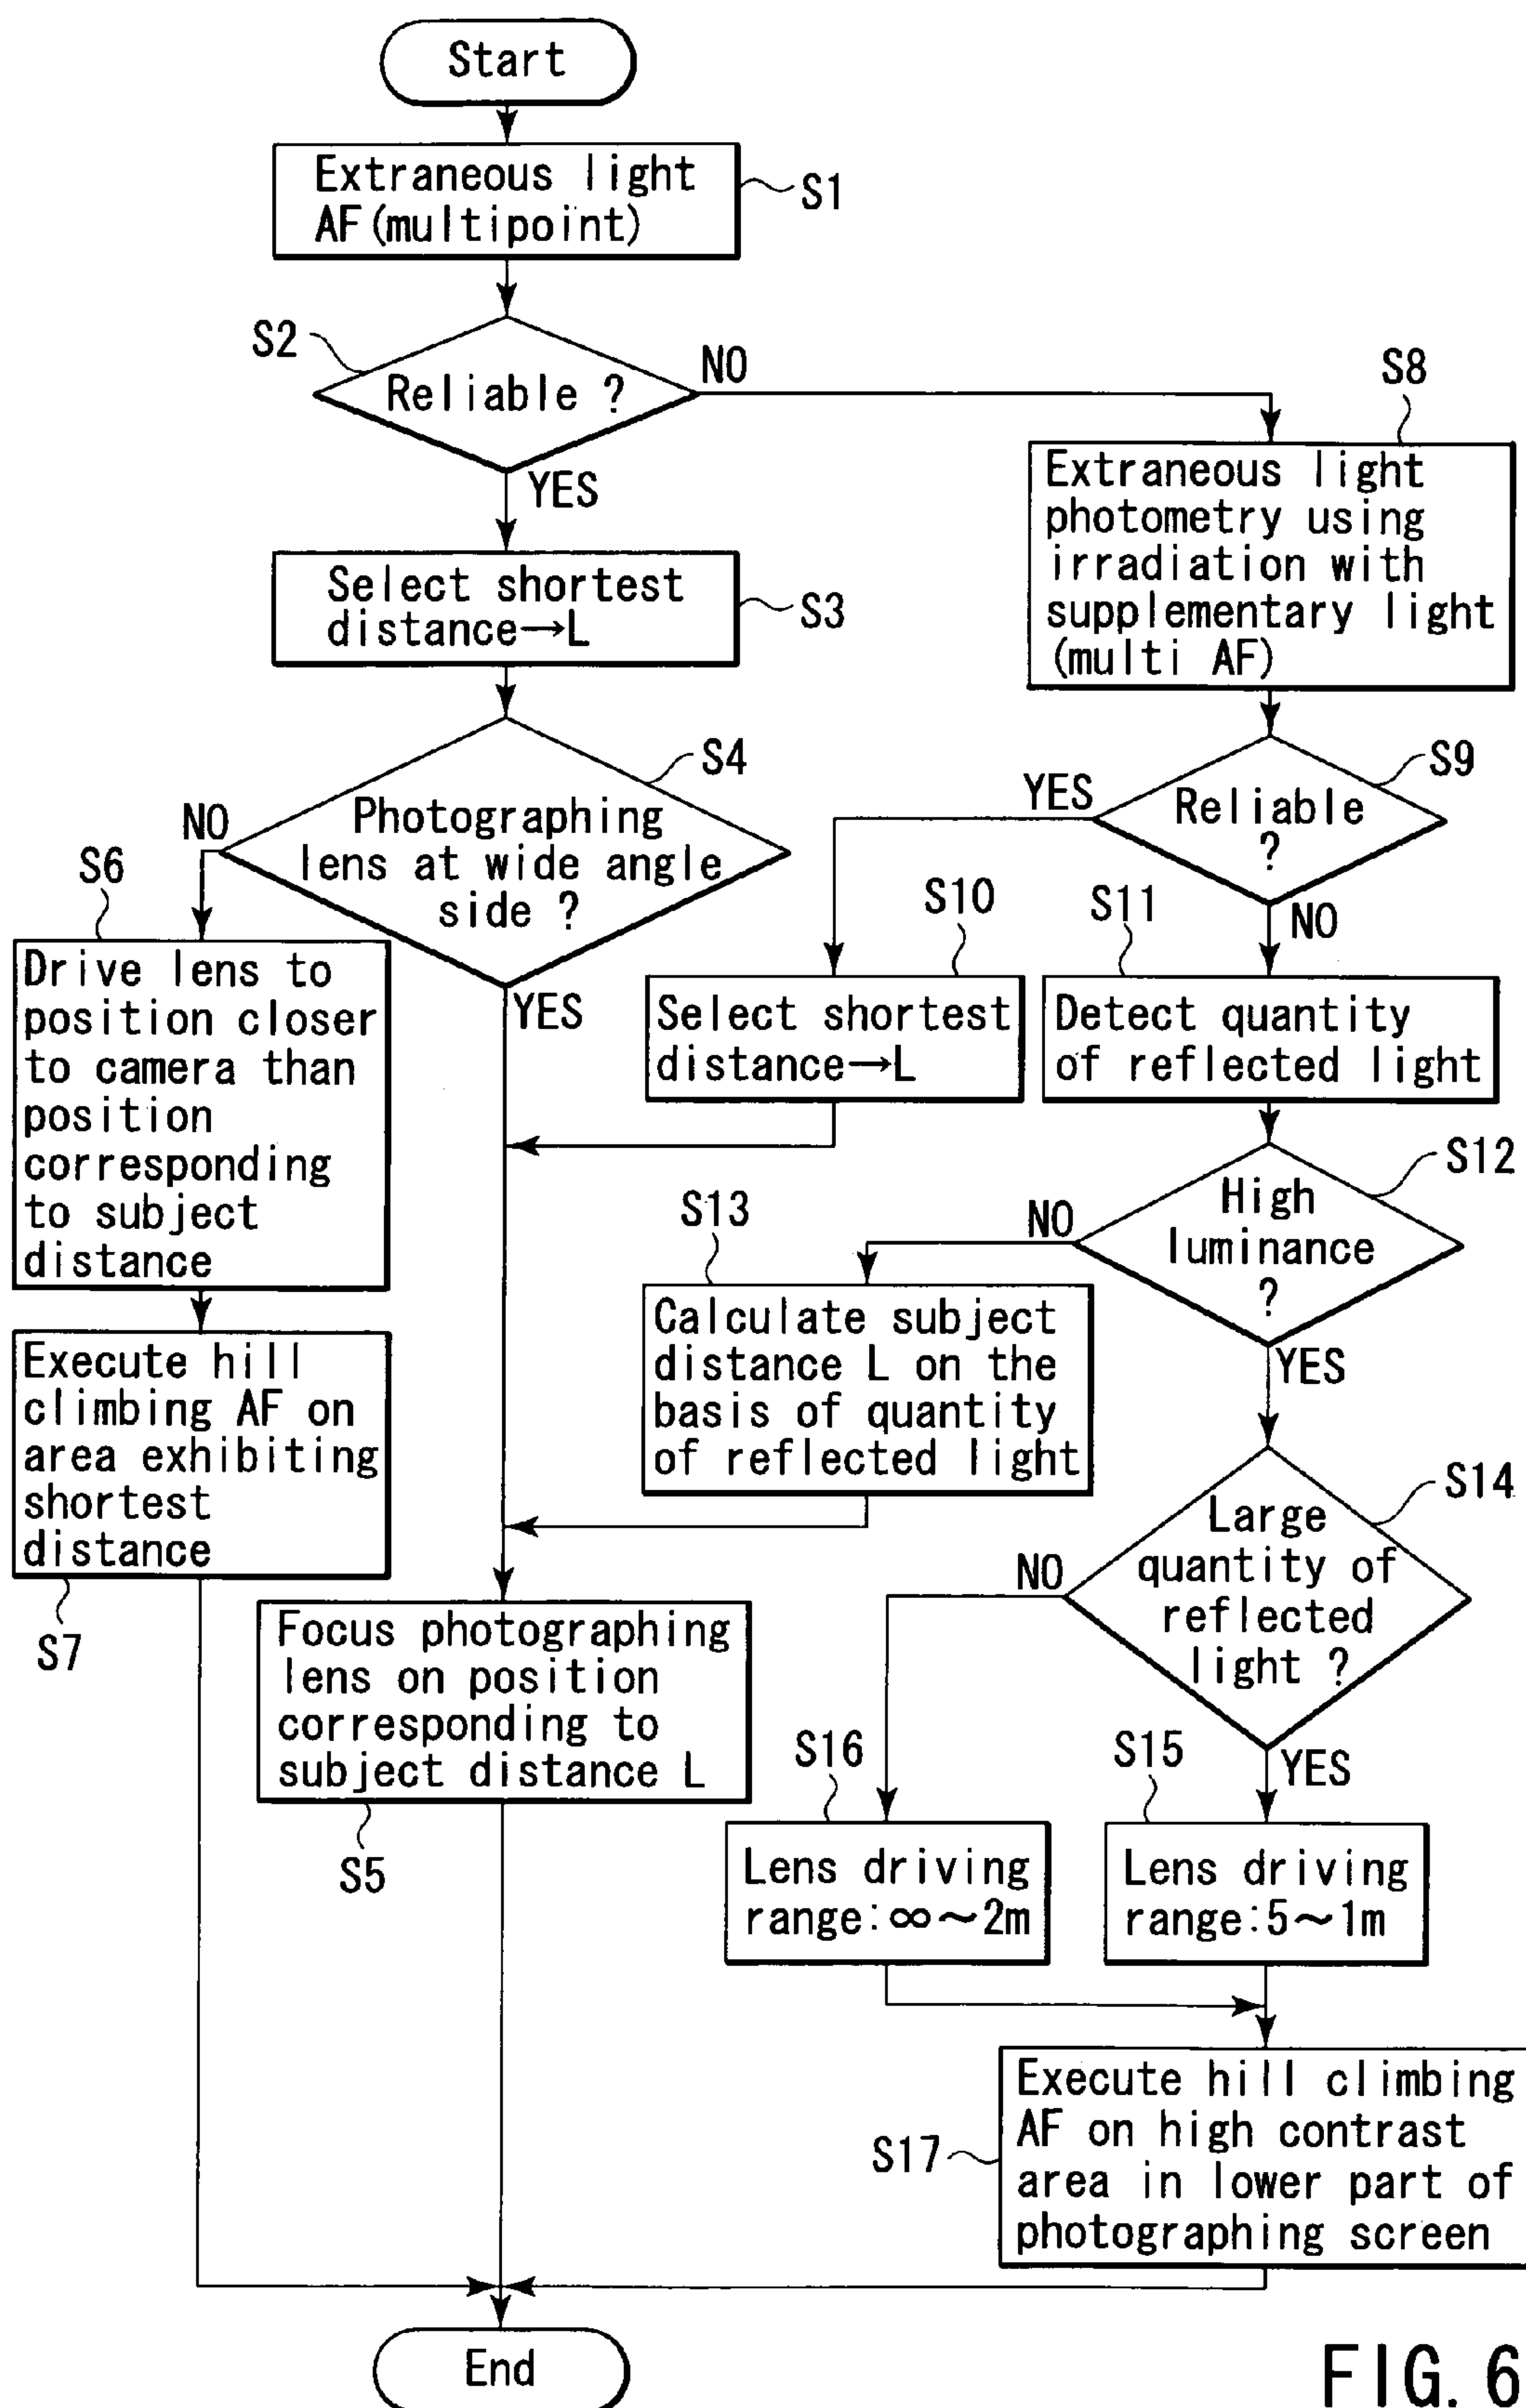 Start
Extraneous light
AF(multipoint)
S1
S2
Reliable ?
NO
YES
S8
Extraneous light
photometry using
irradiation with
supplementary light
(multi AF)
Select shortest
distance→L
S3
S4
Photographing
lens at wide angle
side ?
NO
YES
S9
Reliable
?
YES
NO
S6
Drive lens to
position closer
to camera than
position
corresponding
to subject
distance
S10
Select shortest
distance→L
S11
Detect quantity
of reflected light
S12
High
luminance
?
NO
YES
S13
Calculate subject
distance L on the
basis of quantity
of reflected light
Execute hill
climbing AF on
area exhibiting
shortest
distance
S7
S14
Large
quantity of
reflected
light ?
NO
YES
Focus photographing
lens on position
corresponding to
subject distance L
S5
S16
Lens driving
range:∞~2m
S15
Lens driving
range:5~1m
Execute hill climbing
AF on high contrast
area in lower part of
photographing screen
S17
End
FIG. 6